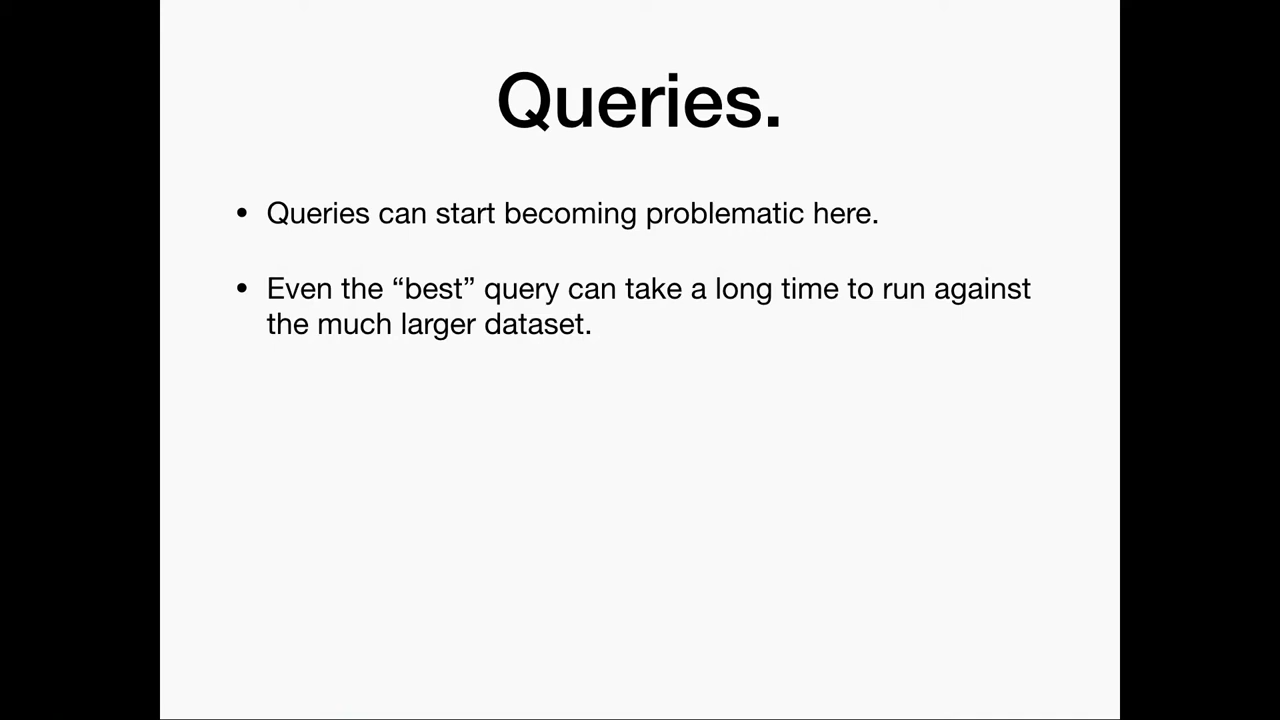 Queries.
• Queries can start becoming problematic here.
• Even the “best” query can take a long time to run against
the much larger dataset.